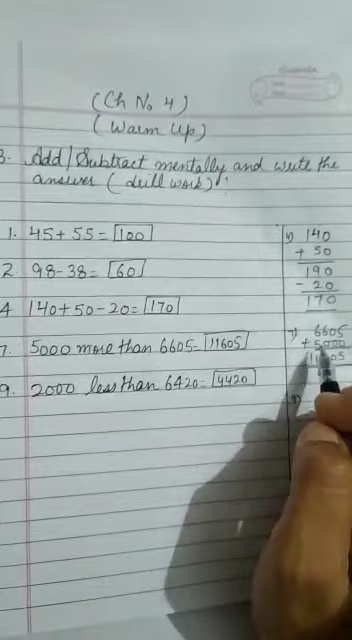 (Ch No 4)
(Warm Up)
3. Add/Subtract mentally and write the
answer (drill work):
1. 45+55=100
2 98-38=60
4 140+50-20=170
7. 5000 more than 6605=11605
9. 2000 less than 6420=4420
140
+ 50
190
- 20
170
7) 6605
+ 5000